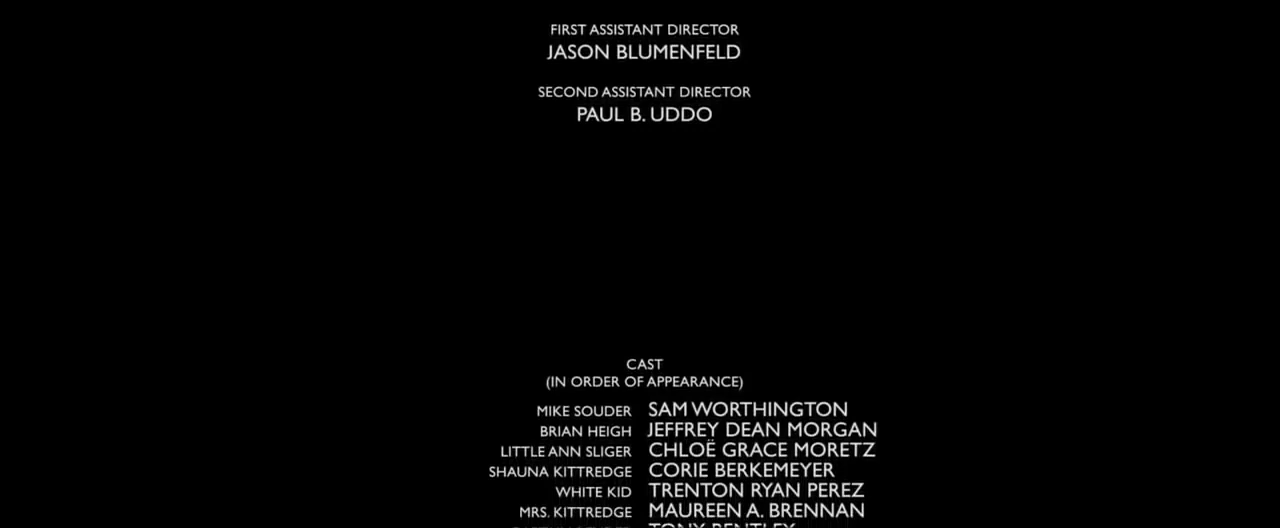 FIRST ASSISTANT DIRECTOR
JASON BLUMENFELD
SECOND ASSISTANT DIRECTOR
PAUL B. UDDO
CAST
(IN ORDER OF APPEARANCE)
MIKE SOUDER SAM WORTHINGTON
BRIAN HEIGH JEFFREY DEAN MORGAN
LITTLE ANN SLIGER CHLOË GRACE MORETZ
SHAUNA KITTREDGE CORIE BERKEMEYER
WHITE KID TRENTON RYAN PEREZ
MRS. KITTREDGE MAUREEN A. BRENNAN
TONY BENTLEY